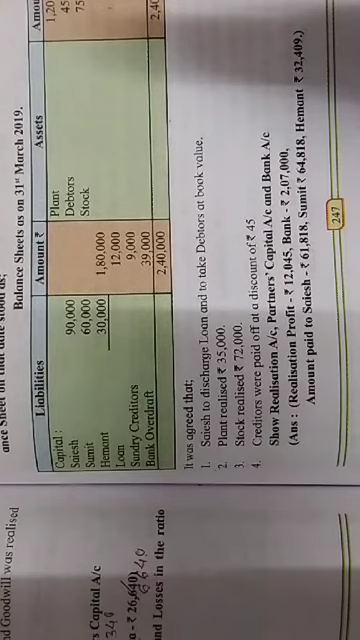 ance Sheet on that date stood as;
Balance Sheets as on 31st March 2019.
Liabilities Amount ₹ Assets Amou
Capital : Plant 1,20
Saiesh 90,000 Debtors 45
Sumit 60,000 Stock 75
Hemant 30,000 1,80,000
Loan 12,000
Sundry Creditors 9,000
Bank Overdraft 39,000
2,40,000 2,40
It was agreed that;
1. Saiesh to discharge Loan and to take Debtors at book value.
2. Plant realised ₹ 35,000.
3. Stock realised ₹ 72,000.
4. Creditors were paid off at a discount of ₹ 45
Show Realisation A/c, Partners' Capital A/c and Bank A/c
(Ans : (Realisation Profit - ₹ 12,045, Bank - ₹ 2,07,000,
Amount paid to Saiesh - ₹ 61,818, Sumit ₹ 64,818, Hemant ₹ 32,409.)
247
d Goodwill was realised
s Capital A/c
340
a - ₹ 26,640)
6640
nd Losses in the ratio